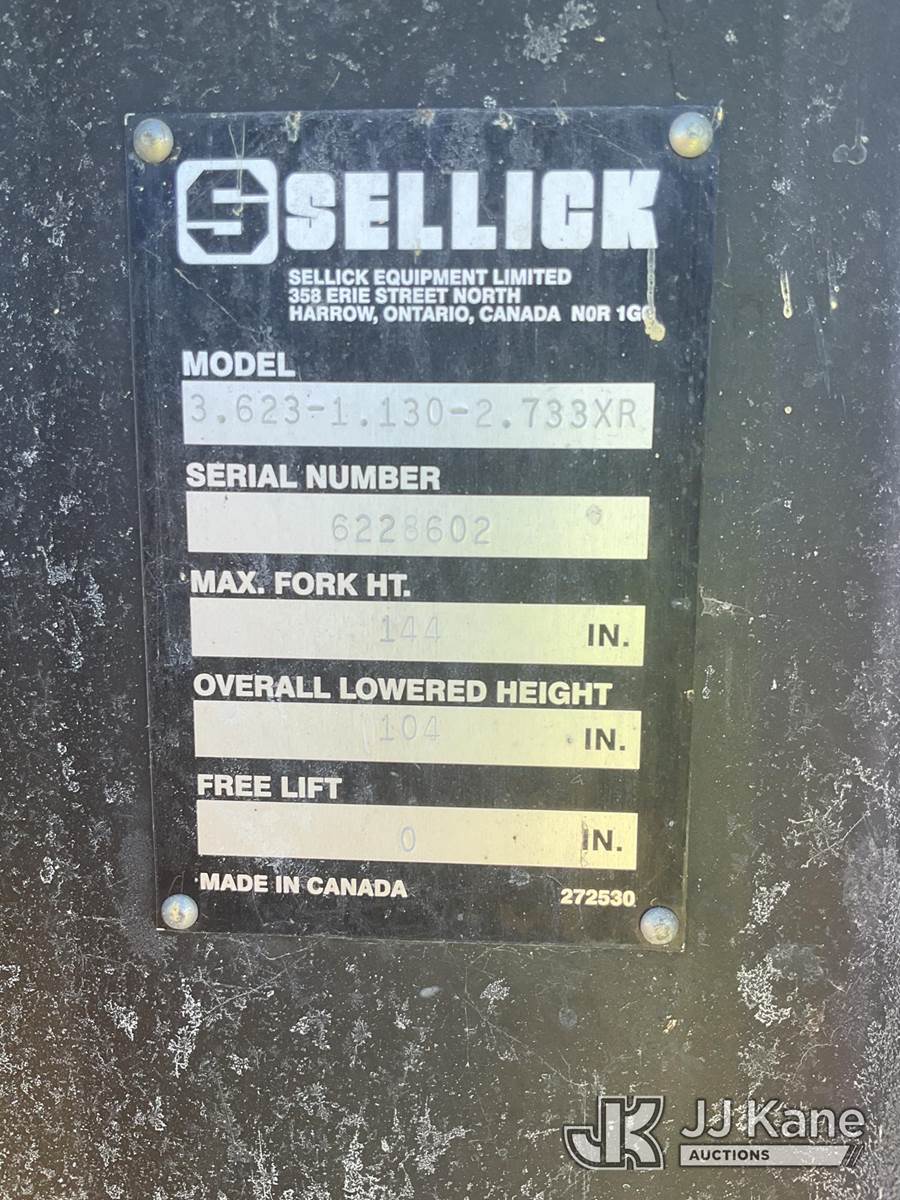 S SELLICK
SELLICK EQUIPMENT LIMITED
358 ERIE STREET NORTH
HARROW, ONTARIO, CANADA N0R
MODEL
3.623-1.130-2.733XR
SERIAL NUMBER
6228602
MAX. FORK HT.
144 IN.
OVERALL LOWERED HEIGHT
104 IN.
FREE LIFT
0 IN.
MADE IN CANADA 272530
JK JJ Kane
AUCTIONS